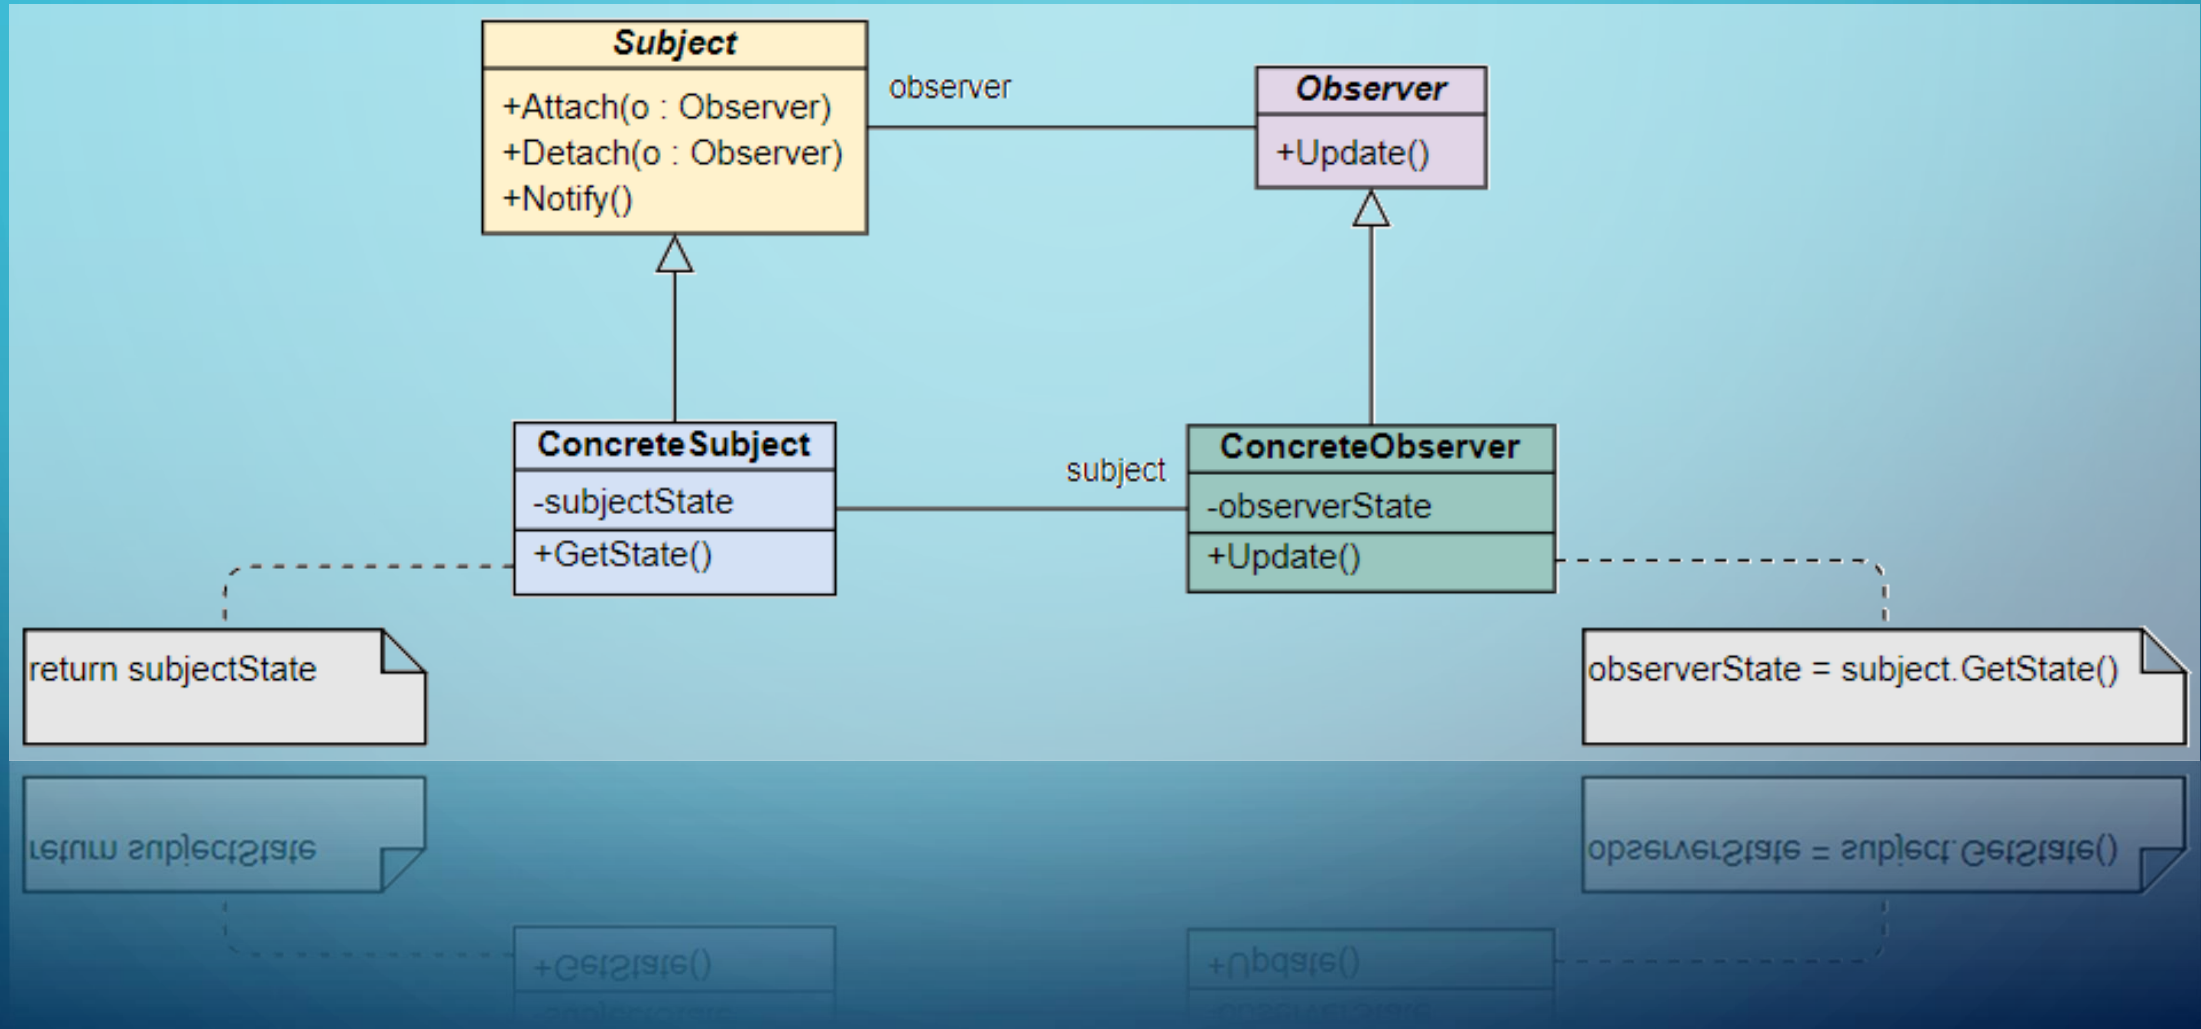 Subject
+Attach(o : Observer)
+Detach(o : Observer)
+Notify()
observer
Observer
+Update()
ConcreteSubject
-subjectState
+GetState()
subject
ConcreteObserver
-observerState
+Update()
return subjectState
observerState = subject.GetState()